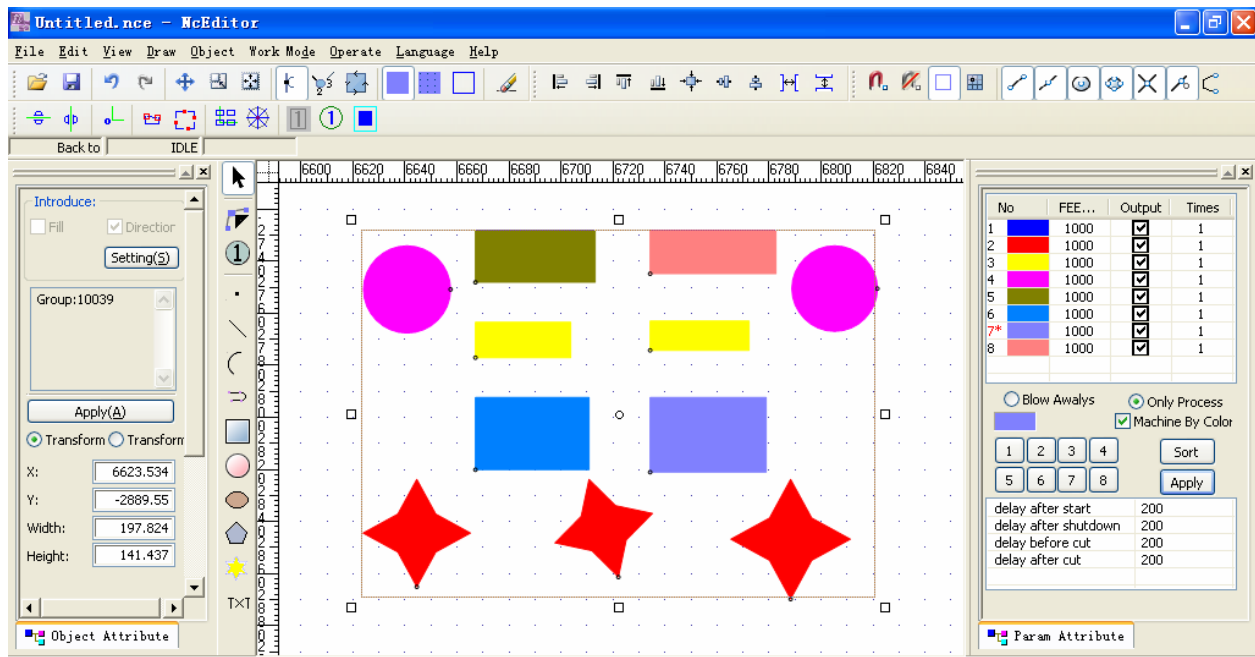 Untitled.nce - NcEditor
File Edit View Draw Object Work Mode Operate Language Help
1 1
Back to IDLE
6600 6620 6640 6660 6680 6700 6720 6740 6760 6780 6800 6820 6840
Introduce:
Fill Direction
Setting(S)
Group:10039
Apply(A)
Transform Transform
X: 6623.534
Y: -2889.55
Width: 197.824
Height: 141.437
Object Attribute
1
T×T
No FEE... Output Times
1 1000 1
2 1000 1
3 1000 1
4 1000 1
5 1000 1
6 1000 1
7* 1000 1
8 1000 1
Blow Awalys Only Process
Machine By Color
1 2 3 4 Sort
5 6 7 8 Apply
delay after start 200
delay after shutdown 200
delay before cut 200
delay after cut 200
Param Attribute